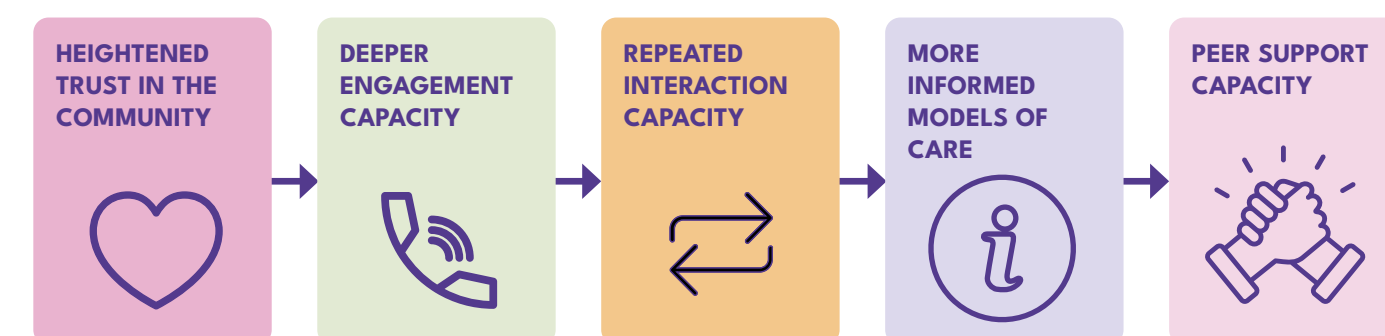 HEIGHTENED
TRUST IN THE
COMMUNITY
DEEPER
ENGAGEMENT
CAPACITY
REPEATED
INTERACTION
CAPACITY
MORE
INFORMED
MODELS OF
CARE
PEER SUPPORT
CAPACITY